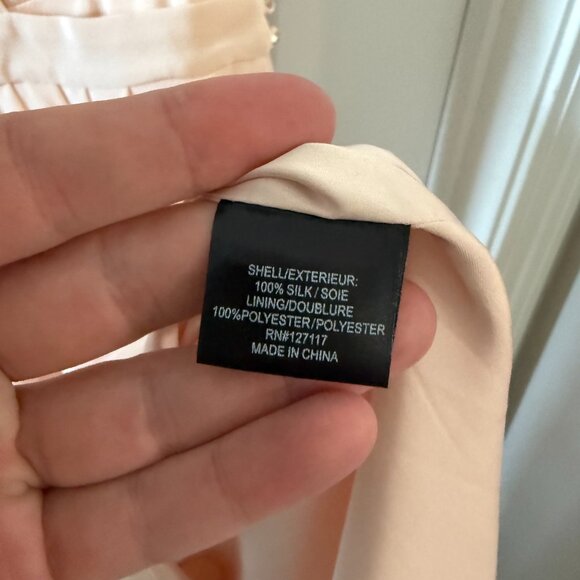 SHELL/EXTERIEUR:
100% SILK / SOIE
LINING/DOUBLURE
100%POLYESTER/POLYESTER
RN#127117
MADE IN CHINA